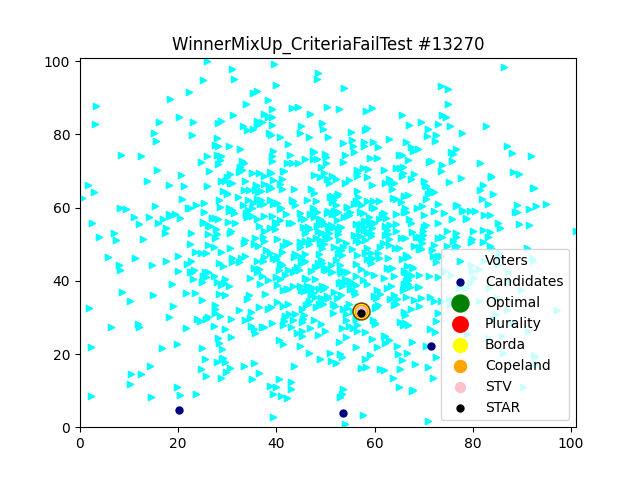 WinnerMixUp_CriteriaFailTest #13270
100
80
60
40
20
0
0
20
40
60
80
100
Voters
Candidates
Optimal
Plurality
Borda
Copeland
STV
STAR